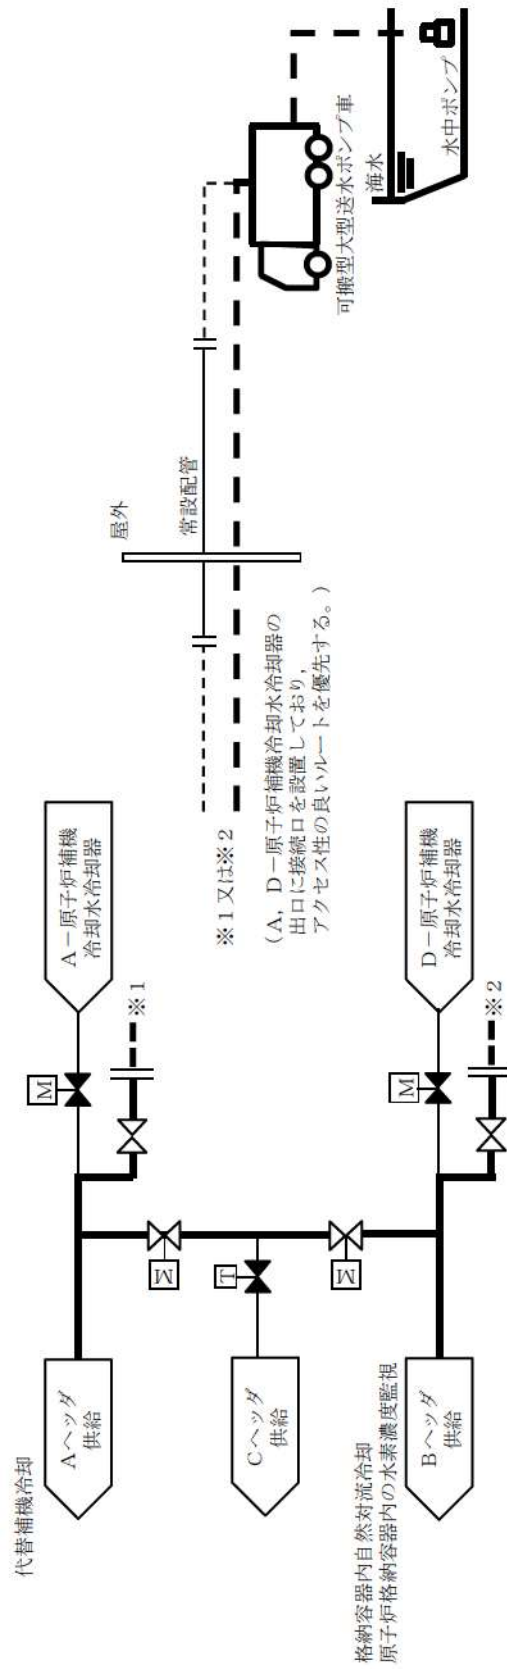 代替補機冷却
Aヘッダ
供給
M
A－原子炉補機
冷却水冷却器
※1
M
T
Cヘッダ
供給
M
格納容器内自然対流冷却
原子炉格納容器内の水素濃度監視
Bヘッダ
供給
M
D－原子炉補機
冷却水冷却器
※2
※1又は※2
(A，D－原子炉補機冷却水冷却器の
出口に接続口を設置しており，
アクセス性の良いルートを優先する。)
屋外
常設配管
可搬型大型送水ポンプ車
海水
水中ポンプ